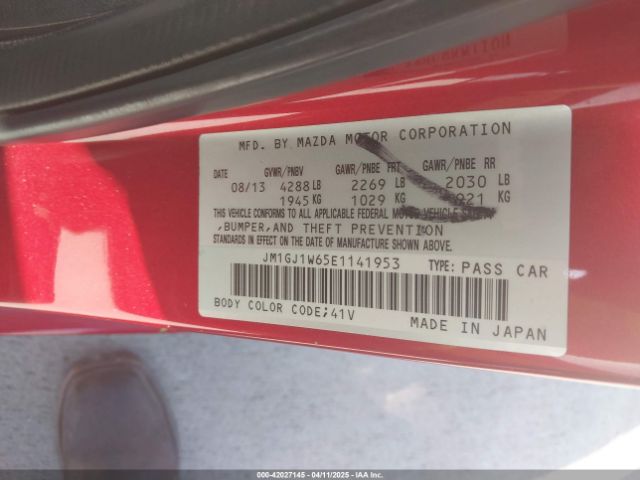 MFD. BY MAZDA MOTOR CORPORATION
DATE GVWR/PNBV GAWR/PNBE FRT GAWR/PNBE RR
08/13 4288 LB 2269 LB 2030 LB
1945 KG 1029 KG 921 KG
THIS VEHICLE CONFORMS TO ALL APPLICABLE FEDERAL MOTOR VEHICLE SAFETY
,BUMPER,AND THEFT PREVENTION
STANDARDS IN EFFECT ON THE DATE OF MANUFACTURE SHOWN ABOVE.
JM1GJ1W65E1141953 TYPE: PASS CAR
BODY COLOR CODE;41V MADE IN JAPAN
000-42027145 - 04/11/2025 - IAA Inc.